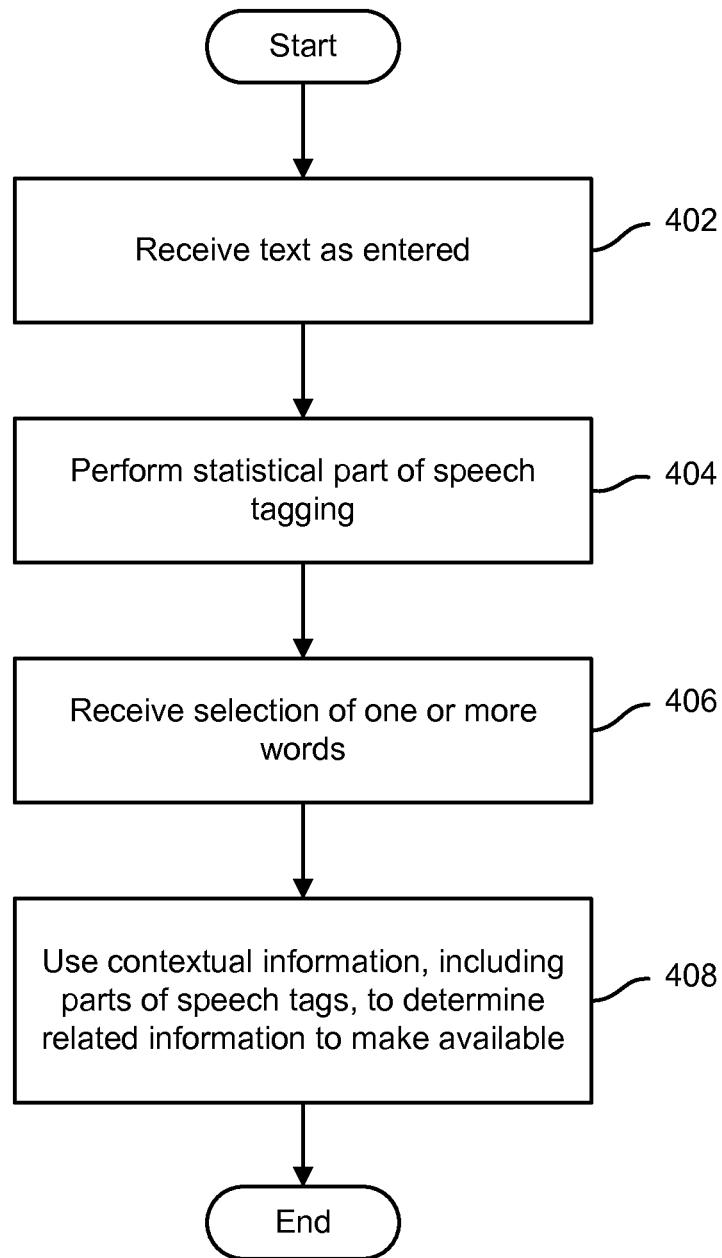 Start
Receive text as entered
402
Perform statistical part of speech
tagging
404
Receive selection of one or more
words
406
Use contextual information, including
parts of speech tags, to determine
related information to make available
408
End